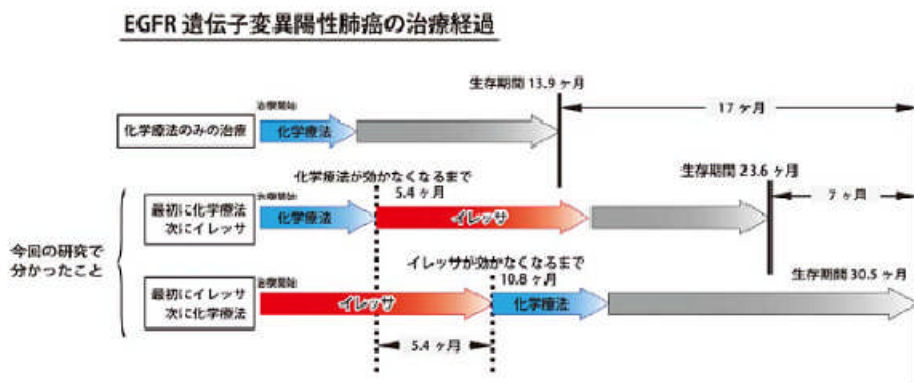 EGFR 遺伝子変異陽性肺癌の治療経過
生存期間 13.9 ヶ月
17 ヶ月
治療開始
化学療法のみの治療
化学療法
生存期間 23.6 ヶ月
化学療法が効かなくなるまで
5.4 ヶ月
7 ヶ月
治療開始
最初に化学療法
次にイレッサ
化学療法
イレッサ
今回の研究で
分かったこと
イレッサが効かなくなるまで
10.8 ヶ月
生存期間 30.5 ヶ月
治療開始
最初にイレッサ
次に化学療法
イレッサ
化学療法
5.4 ヶ月